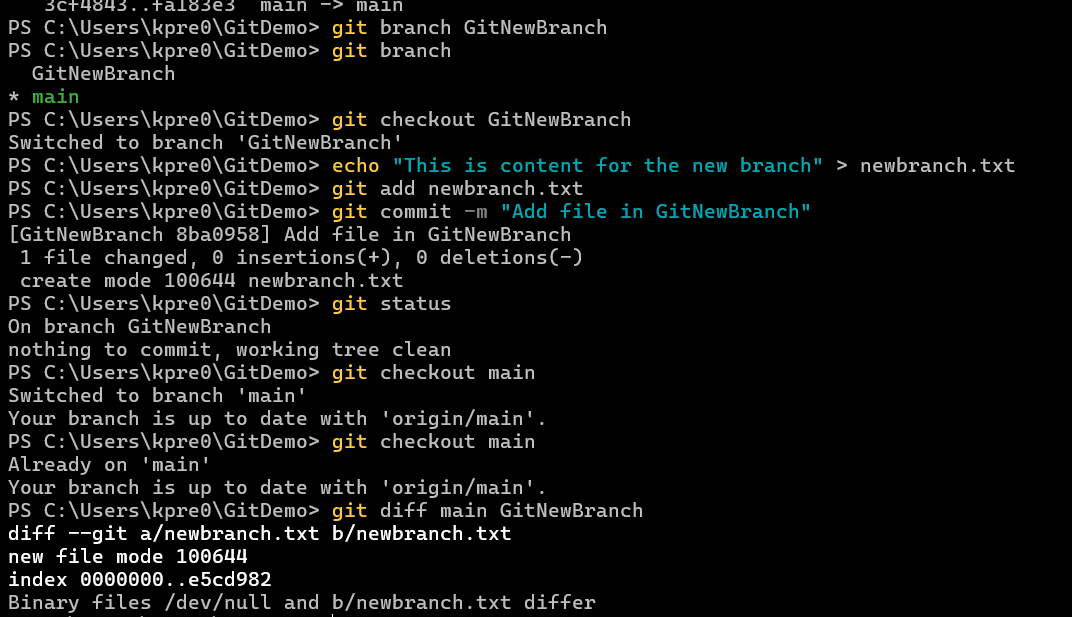 3cf4843..fa183e3  main -> main
PS C:\Users\kpre0\GitDemo> git branch GitNewBranch
PS C:\Users\kpre0\GitDemo> git branch
  GitNewBranch
* main
PS C:\Users\kpre0\GitDemo> git checkout GitNewBranch
Switched to branch 'GitNewBranch'
PS C:\Users\kpre0\GitDemo> echo "This is content for the new branch" > newbranch.txt
PS C:\Users\kpre0\GitDemo> git add newbranch.txt
PS C:\Users\kpre0\GitDemo> git commit -m "Add file in GitNewBranch"
[GitNewBranch 8ba0958] Add file in GitNewBranch
 1 file changed, 0 insertions(+), 0 deletions(-)
 create mode 100644 newbranch.txt
PS C:\Users\kpre0\GitDemo> git status
On branch GitNewBranch
nothing to commit, working tree clean
PS C:\Users\kpre0\GitDemo> git checkout main
Switched to branch 'main'
Your branch is up to date with 'origin/main'.
PS C:\Users\kpre0\GitDemo> git checkout main
Already on 'main'
Your branch is up to date with 'origin/main'.
PS C:\Users\kpre0\GitDemo> git diff main GitNewBranch
diff --git a/newbranch.txt b/newbranch.txt
new file mode 100644
index 0000000..e5cd982
Binary files /dev/null and b/newbranch.txt differ